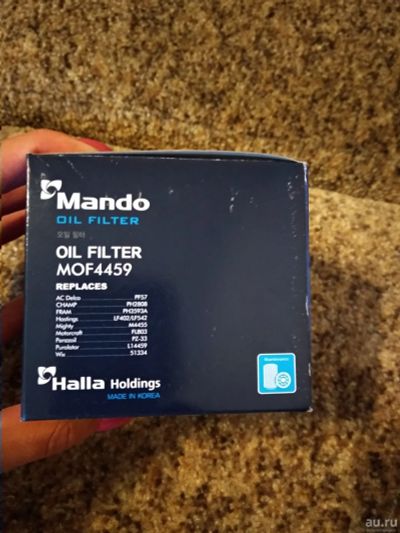 Mando
OIL FILTER
오일 필터
OIL FILTER
MOF4459
REPLACES
AC Delco PF57
CHAMP PH2808
FRAM PH3593A
Hastings LF402/LF542
Mighty M4455
Motorcraft FL803
Pennzoil PZ-33
Purolator L14459
Wix 51334
Halla Holdings
MADE IN KOREA
Maintenance
au.ru